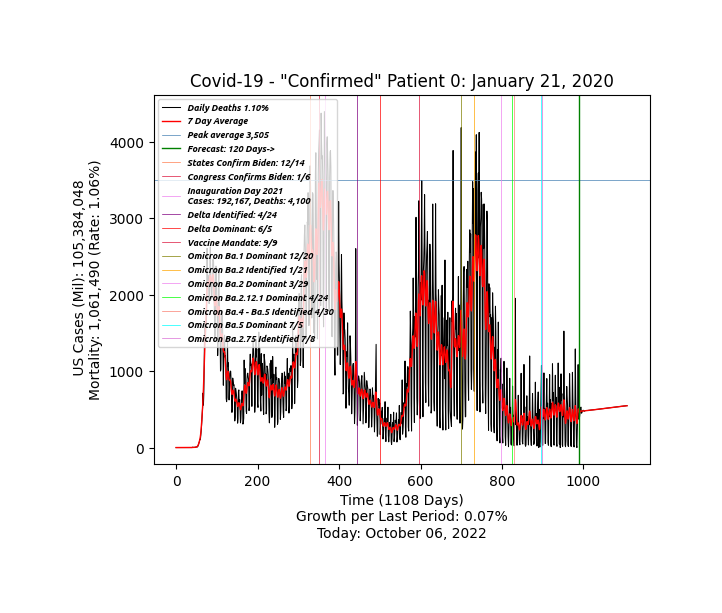 Covid-19 - "Confirmed" Patient 0: January 21, 2020
US Cases (Mil): 105,384,048
Mortality: 1,061,490 (Rate: 1.06%)
4000
3000
2000
1000
0
Daily Deaths 1.10%
7 Day Average
Peak average 3,505
Forecast: 120 Days->
States Confirm Biden: 12/14
Congress Confirms Biden: 1/6
Inauguration Day 2021
Cases: 192,167, Deaths: 4,100
Delta Identified: 4/24
Delta Dominant: 6/5
Vaccine Mandate: 9/9
Omicron Ba.1 Dominant 12/20
Omicron Ba.2 Identified 1/21
Omicron Ba.2 Dominant 3/29
Omicron Ba.2.12.1 Dominant 4/24
Omicron Ba.4 - Ba.5 Identified 4/30
Omicron Ba.5 Dominant 7/5
Omicron Ba.2.75 Identified 7/8
0 200 400 600 800 1000
Time (1108 Days)
Growth per Last Period: 0.07%
Today: October 06, 2022